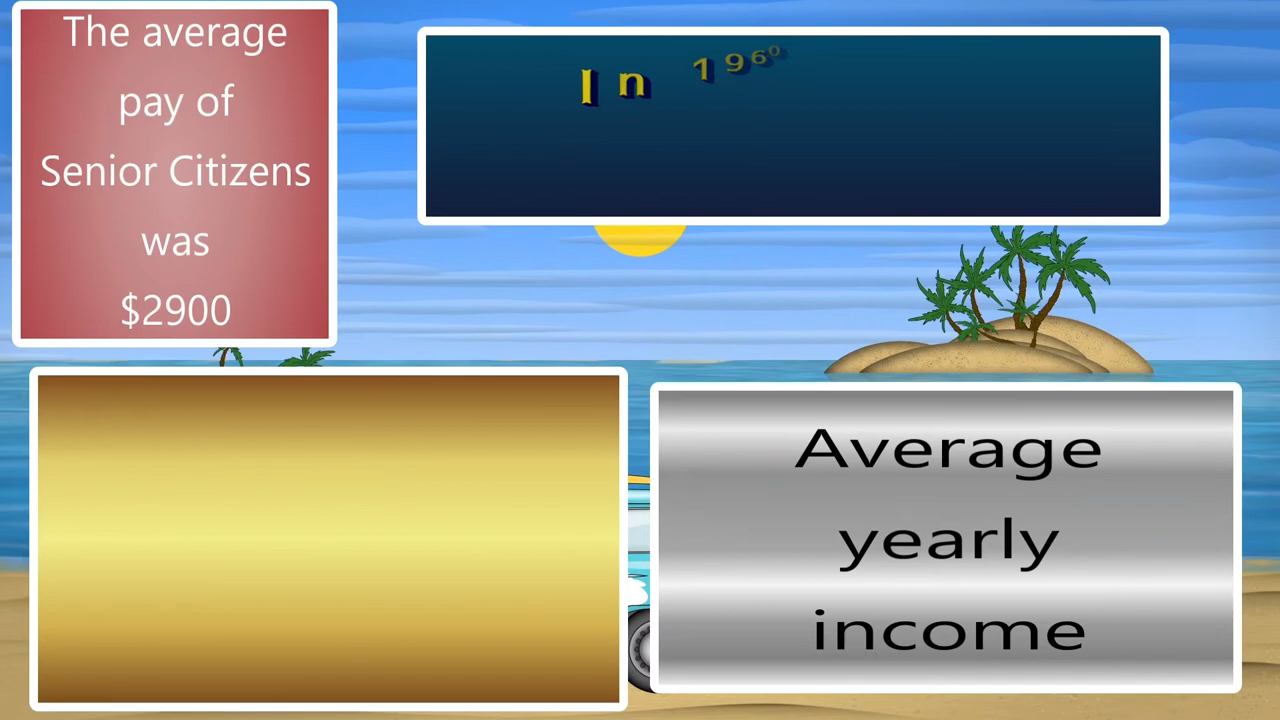 The average
pay of
Senior Citizens
was
$2900
In 1960
Average
yearly
income